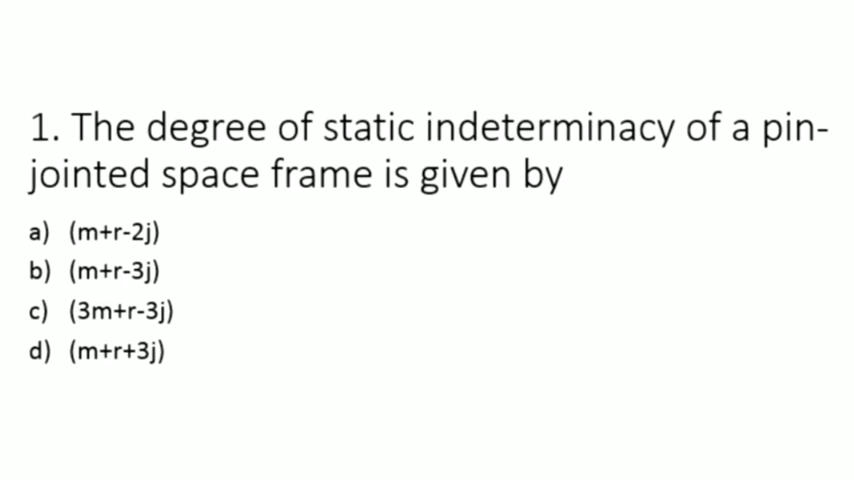 1. The degree of static indeterminacy of a pin-
jointed space frame is given by
a) (m+r-2j)
b) (m+r-3j)
c) (3m+r-3j)
d) (m+r+3j)